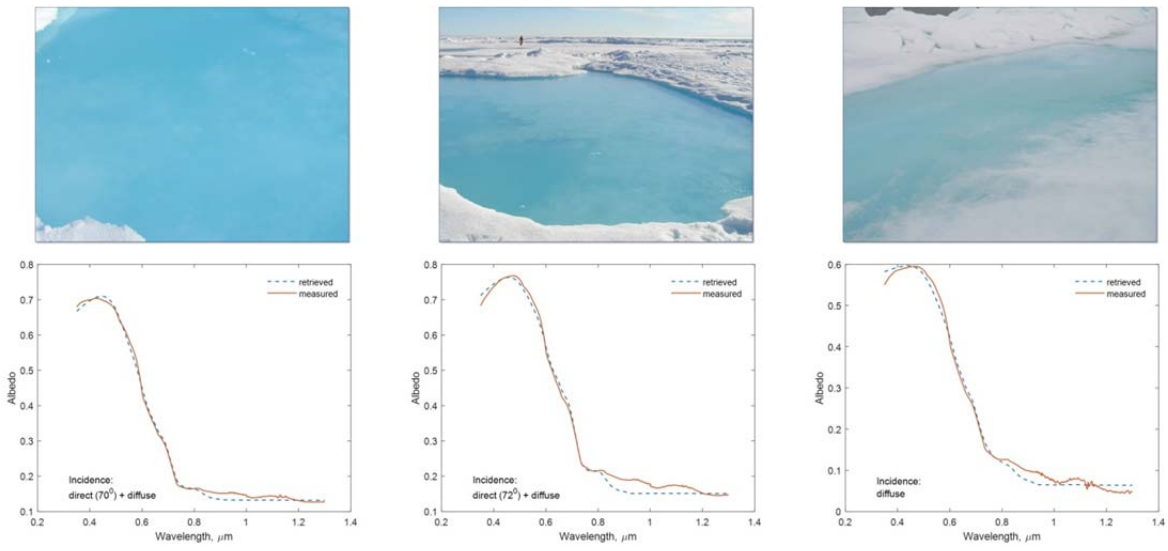 0.8
0.7
0.6
0.5
0.4
0.3
0.2
0.1
Albedo
retrieved
measured
Incidence:
direct (70⁰) + diffuse
0.2 0.4 0.6 0.8 1 1.2 1.4
Wavelength, μm
0.8
0.7
0.6
0.5
0.4
0.3
0.2
0.1
Albedo
retrieved
measured
Incidence:
direct (72⁰) + diffuse
0.2 0.4 0.6 0.8 1 1.2 1.4
Wavelength, μm
0.6
0.5
0.4
0.3
0.2
0.1
0
Albedo
retrieved
measured
Incidence:
diffuse
0.2 0.4 0.6 0.8 1 1.2 1.4
Wavelength, μm